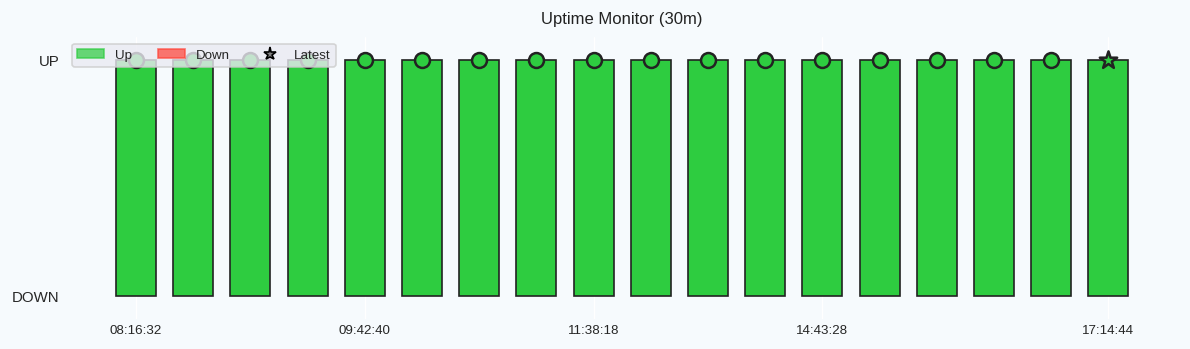 Uptime Monitor (30m)
Up Down Latest
UP
DOWN
08:16:32 09:42:40 11:38:18 14:43:28 17:14:44